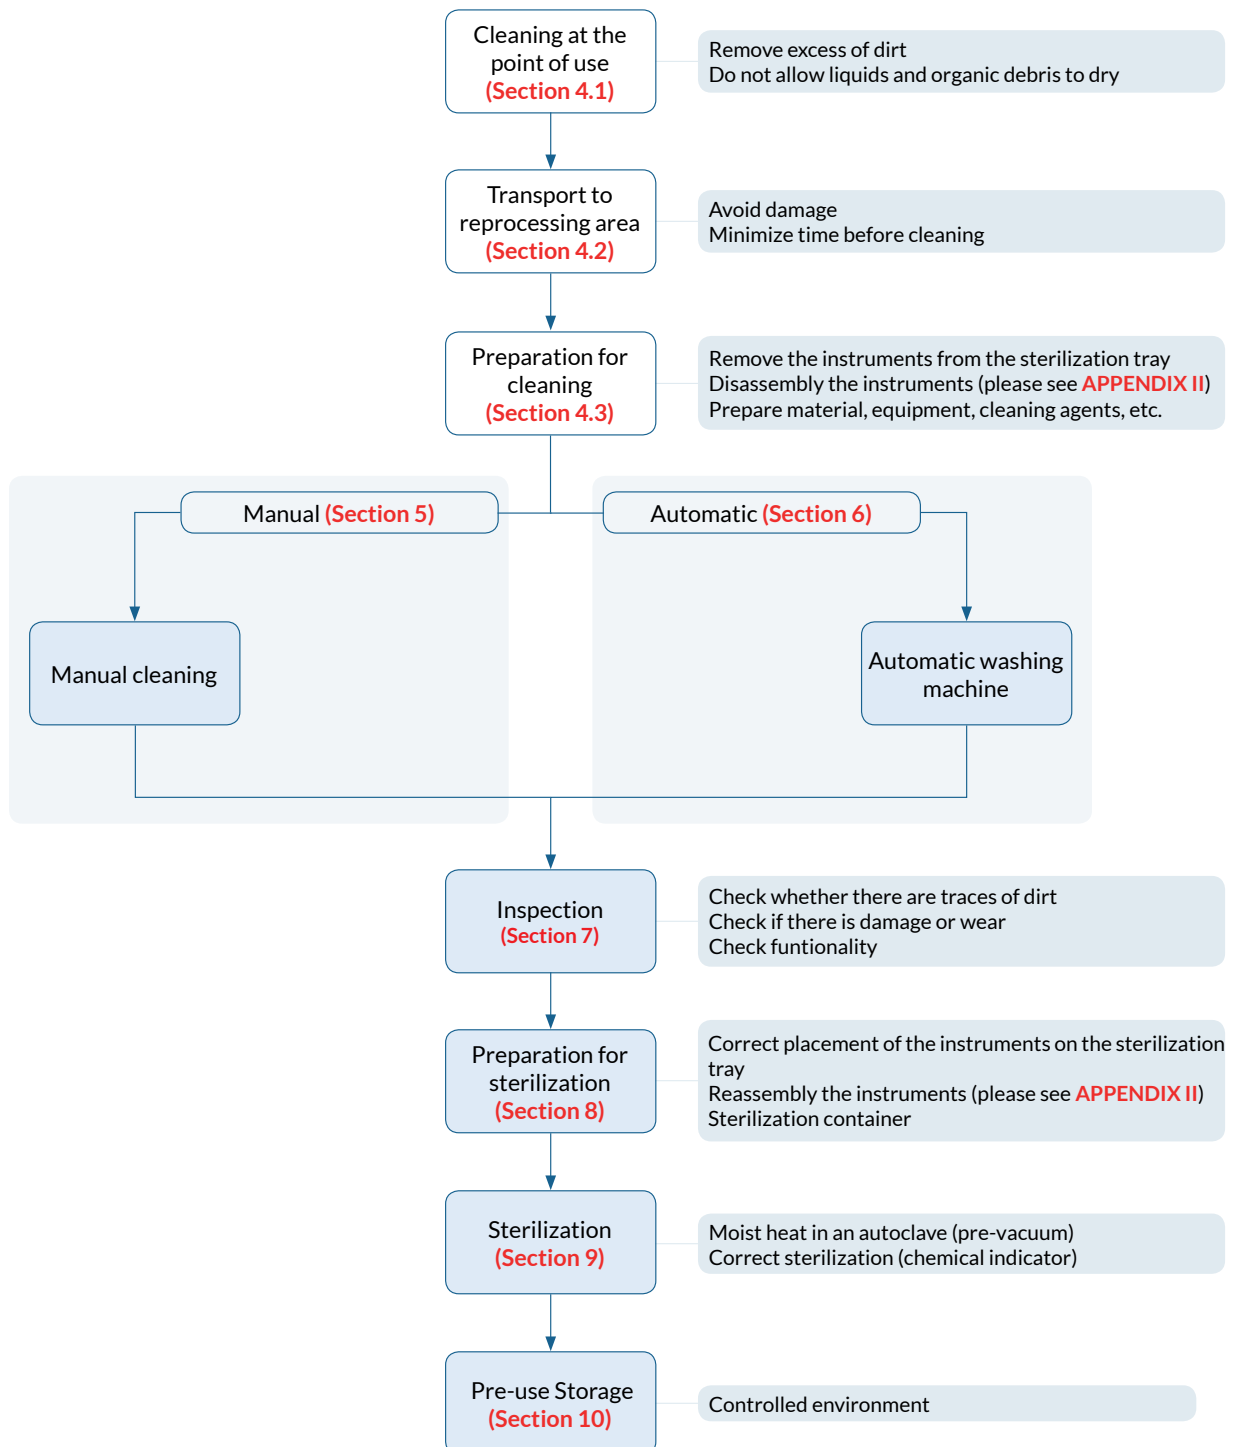 Cleaning at the
point of use
(Section 4.1)
Remove excess of dirt
Do not allow liquids and organic debris to dry
Transport to
reprocessing area
(Section 4.2)
Avoid damage
Minimize time before cleaning
Preparation for
cleaning
(Section 4.3)
Remove the instruments from the sterilization tray
Disassembly the instruments (please see APPENDIX II)
Prepare material, equipment, cleaning agents, etc.
Manual (Section 5)
Automatic (Section 6)
Manual cleaning
Automatic washing
machine
Inspection
(Section 7)
Check whether there are traces of dirt
Check if there is damage or wear
Check funtionality
Preparation for
sterilization
(Section 8)
Correct placement of the instruments on the sterilization
tray
Reassembly the instruments (please see APPENDIX II)
Sterilization container
Sterilization
(Section 9)
Moist heat in an autoclave (pre-vacuum)
Correct sterilization (chemical indicator)
Pre-use Storage
(Section 10)
Controlled environment